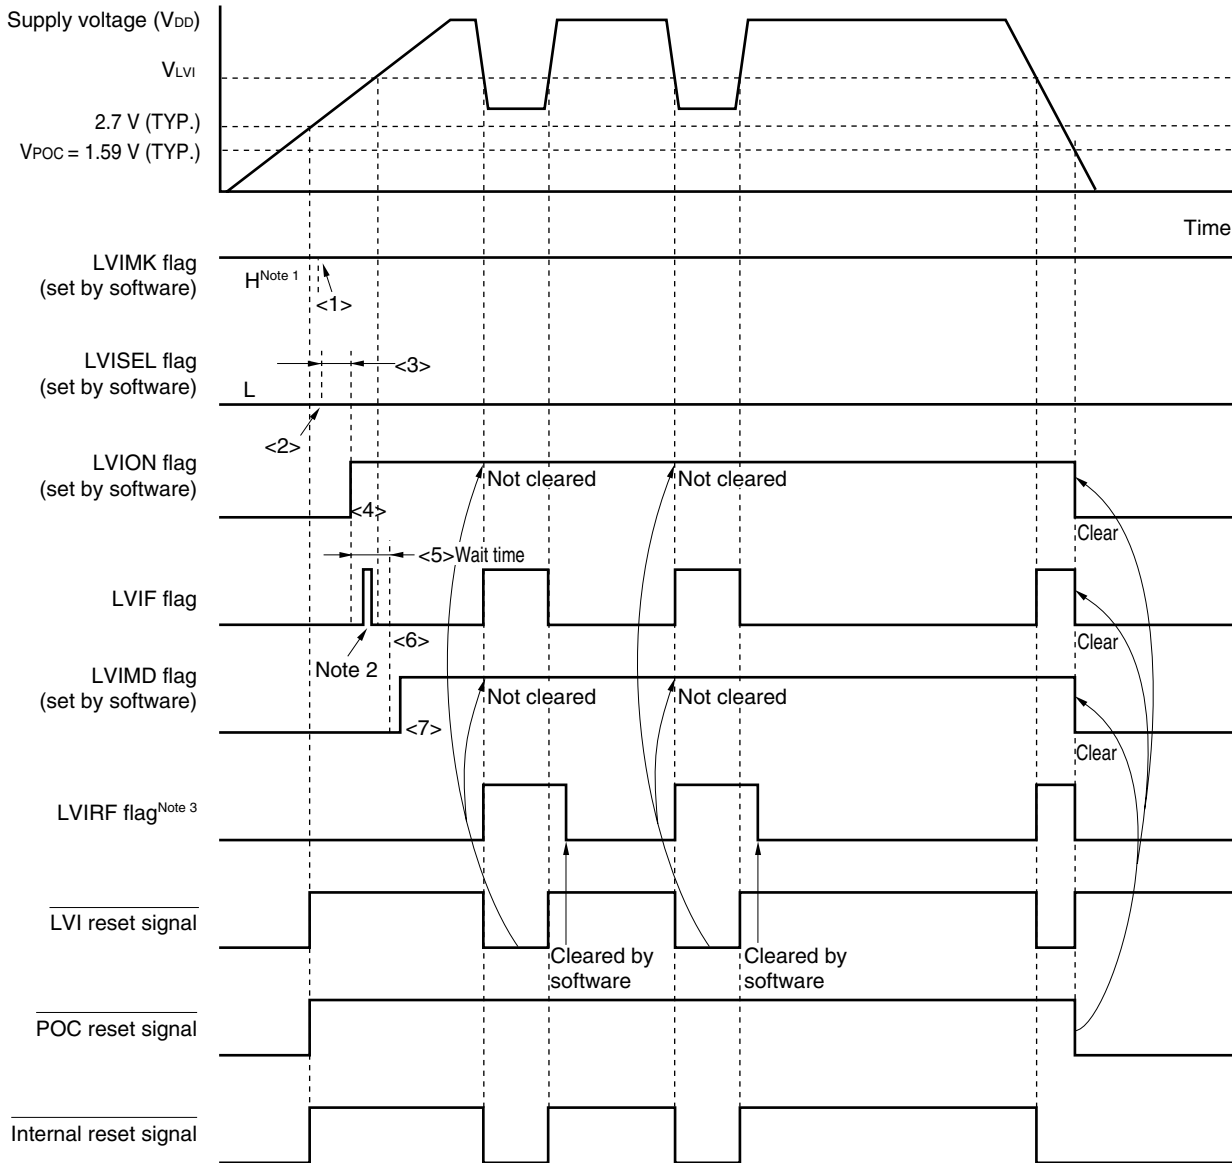 Supply voltage (VDD)
VLVI
2.7 V (TYP.)
VPOC = 1.59 V (TYP.)
Time
LVIMK flag
(set by software)
HNote 1
<1>
LVISEL flag
(set by software)
<3>
L
<2>
LVION flag
(set by software)
Not cleared
Not cleared
<4>
Clear
<5> Wait time
LVIF flag
Clear
<6>
Note 2
LVIMD flag
(set by software)
Not cleared
Not cleared
<7>
Clear
LVIRF flagNote 3
LVI reset signal
Cleared by
software
Cleared by
software
POC reset signal
Internal reset signal